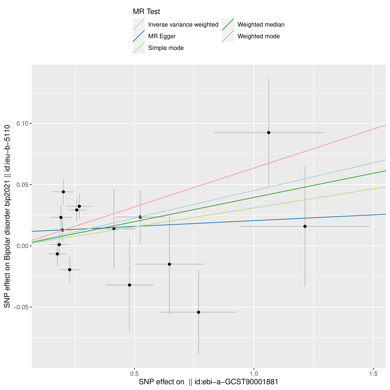 MR Test
Inverse variance weighted
Weighted median
MR Egger
Weighted mode
Simple mode
SNP effect on Bipolar disorder bip2021 || id:ieu-b-5110
0.10
0.05
0.00
−0.05
0.5
1.0
1.5
SNP effect on || id:ebi-a-GCST90001881